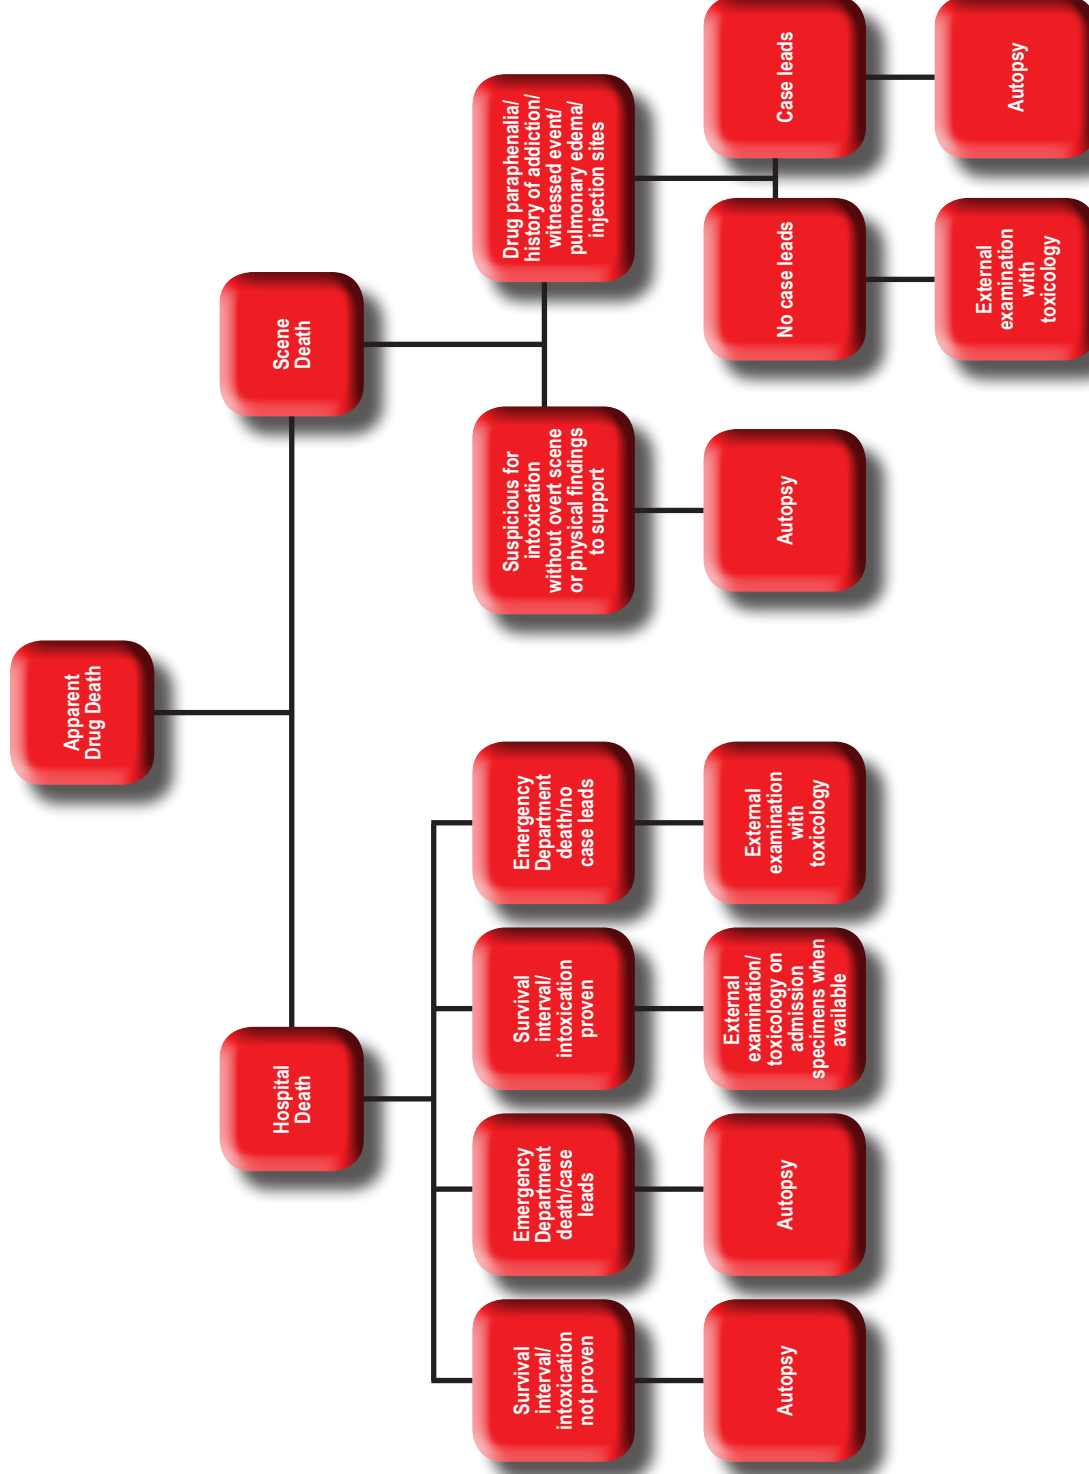 Apparent
Drug Death
Hospital
Death
Scene
Death
Survival
interval/
intoxication
not proven
Emergency
Department
death/case
leads
Survival
interval/
intoxication
proven
Emergency
Department
death/no
case leads
Suspicious for
intoxication
without overt scene
or physical findings
to support
Drug paraphenalia/
history of addiction/
witnessed event/
pulmonary edema/
injection sites
Autopsy
Autopsy
External
examination/
toxicology on
admission
specimens when
available
External
examination
with
toxicology
Autopsy
No case leads
Case leads
External
examination
with
toxicology
Autopsy